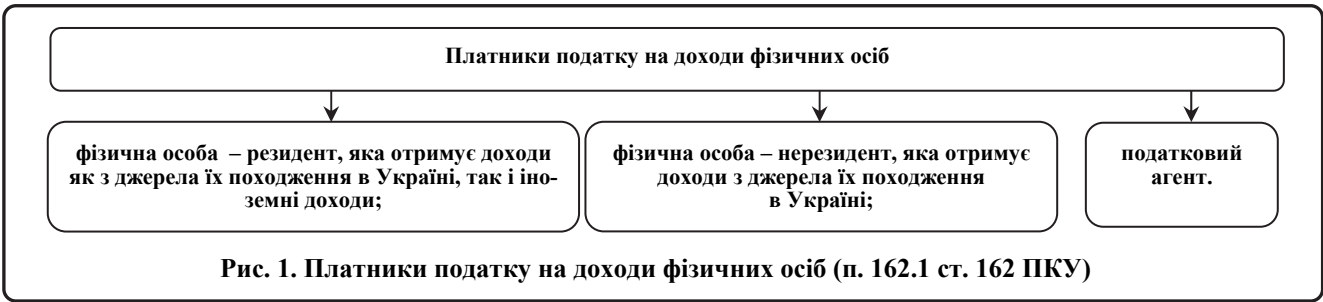 Платники податку на доходи фізичних осіб
фізична особа – резидент, яка отримує доходи
як з джерела їх походження в Україні, так і іно-
земні доходи;
фізична особа – нерезидент, яка отримує
доходи з джерела їх походження
в Україні;
податковий
агент.
Рис. 1. Платники податку на доходи фізичних осіб (п. 162.1 ст. 162 ПКУ)